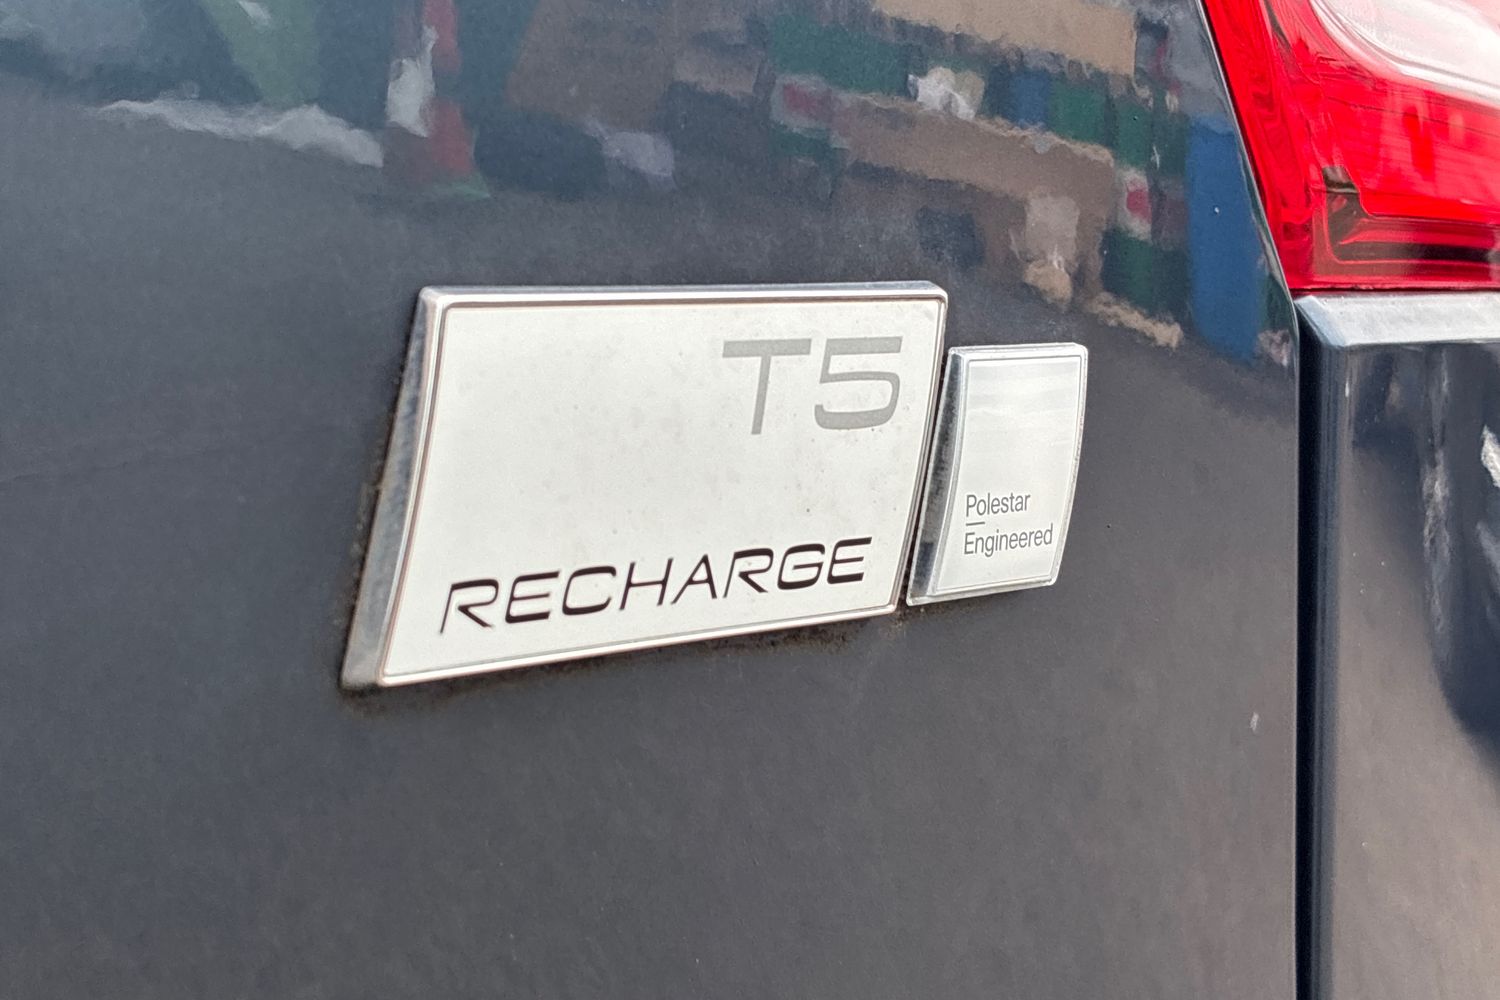 T5
RECHARGE
Polestar
Engineered